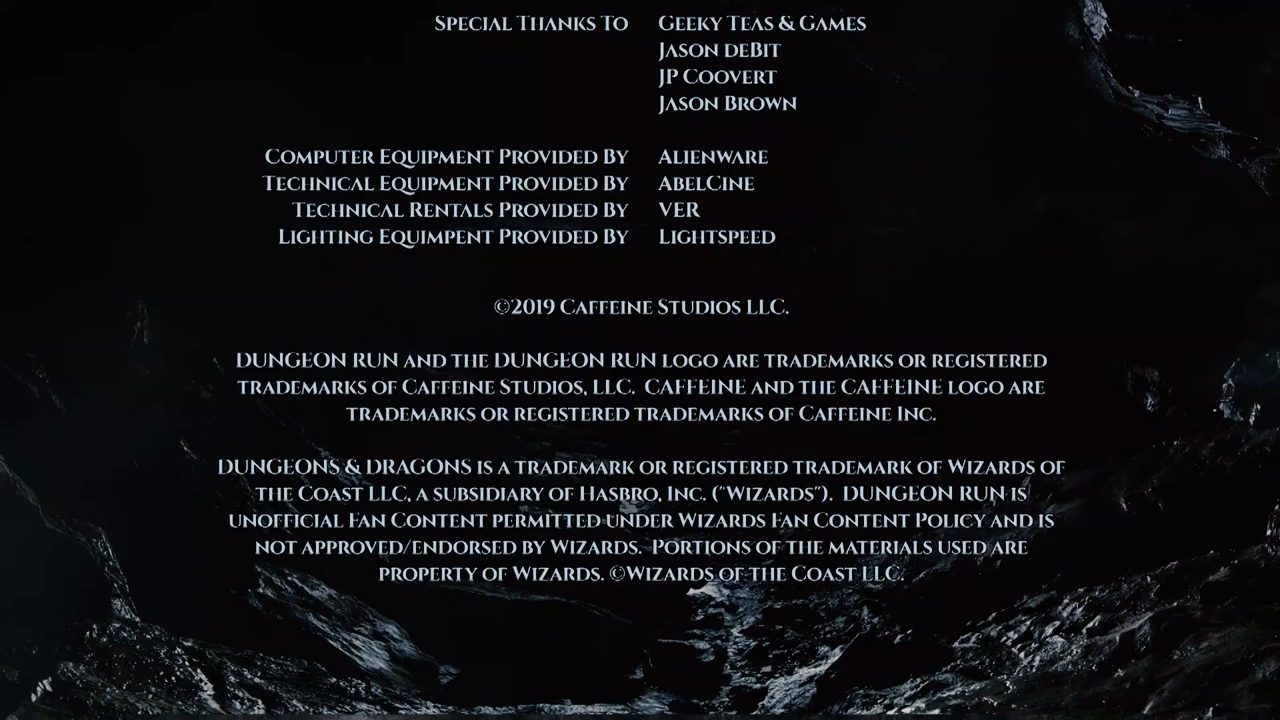 Special Thanks To Geeky Teas & Games
Jason deBit
JP Coovert
Jason Brown
Computer Equipment Provided By Alienware
Technical Equipment Provided By AbelCine
Technical Rentals Provided By VER
Lighting Equimpent Provided By Lightspeed
©2019 Caffeine Studios LLC.
DUNGEON RUN and the DUNGEON RUN logo are trademarks or registered
trademarks of Caffeine Studios, LLC. CAFFEINE and the CAFFEINE logo are
trademarks or registered trademarks of Caffeine Inc.
DUNGEONS & DRAGONS is a trademark or registered trademark of Wizards of
the Coast LLC, a subsidiary of Hasbro, Inc. ("Wizards"). DUNGEON RUN is
unofficial Fan Content permitted under Wizards Fan Content Policy and is
not approved/endorsed by Wizards. Portions of the materials used are
property of Wizards. ©Wizards of the Coast LLC.